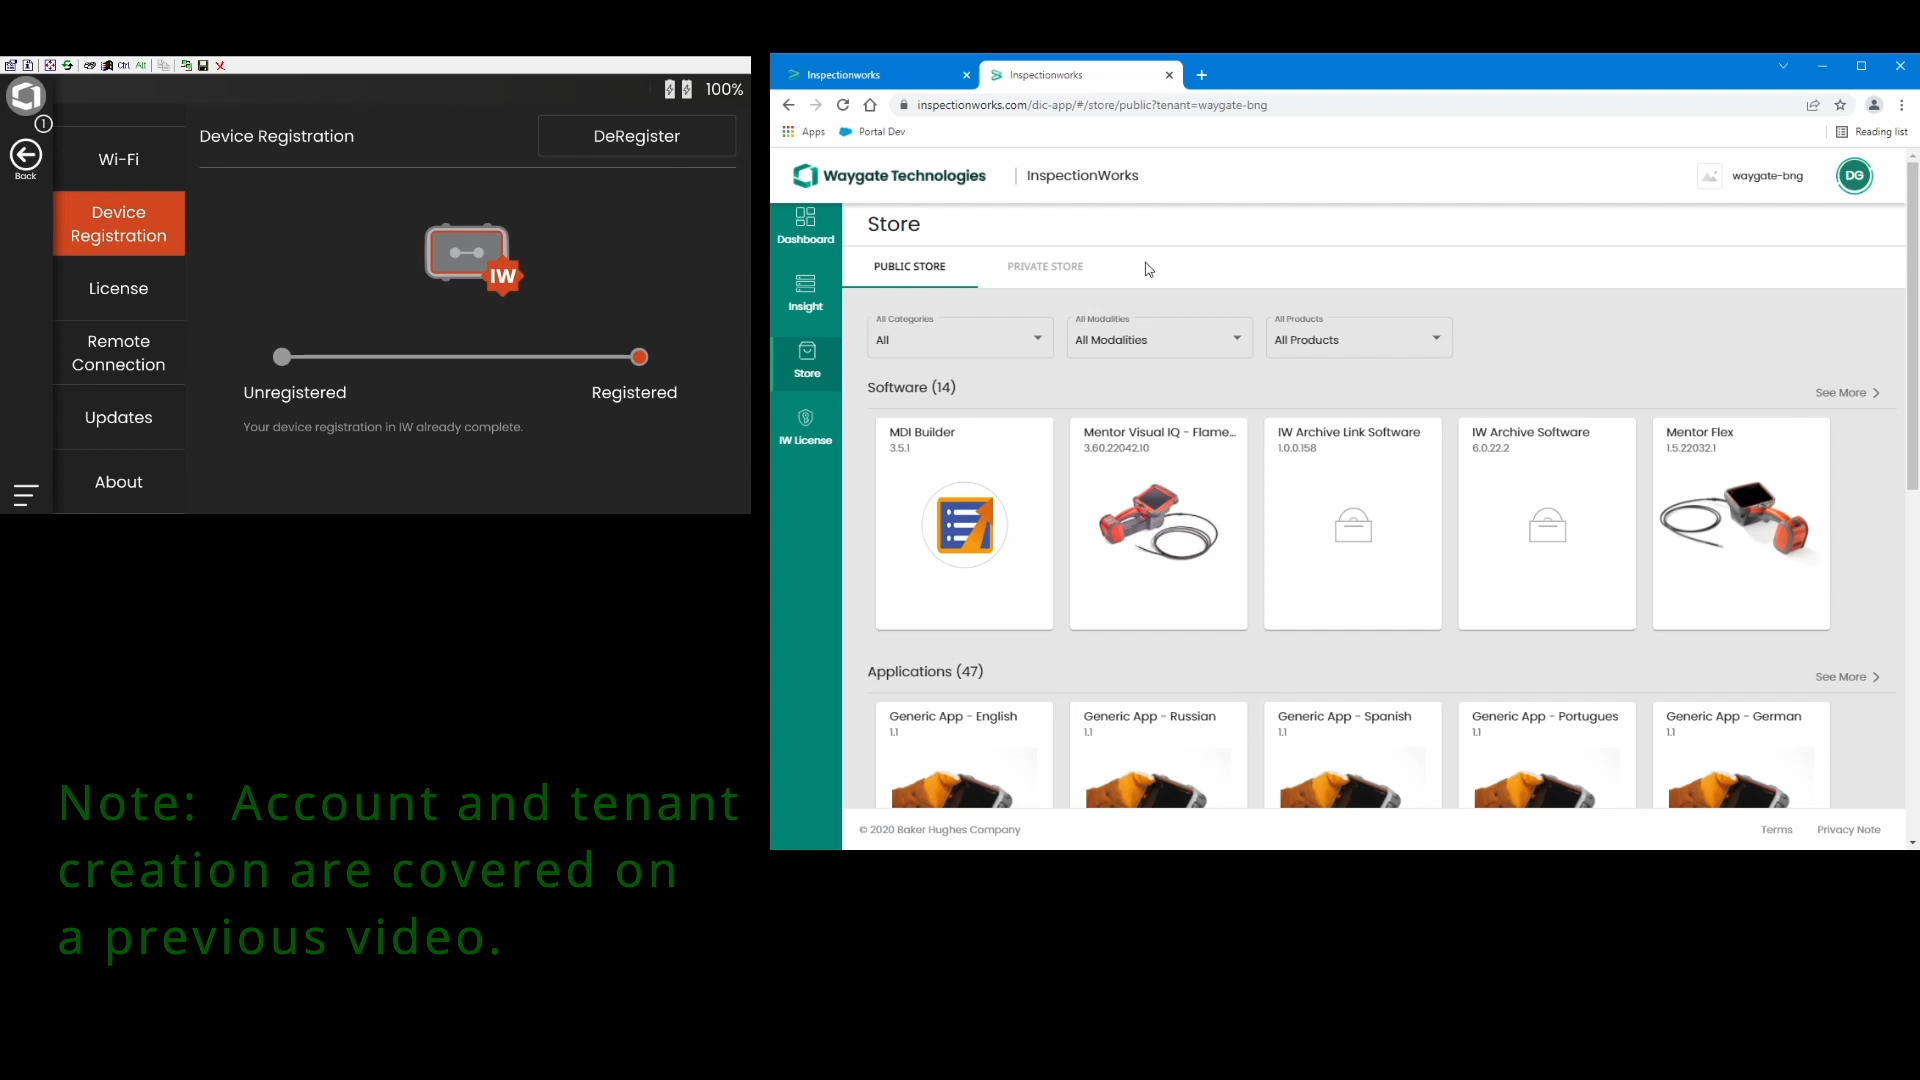 Ctrl Alt
100%
1
Back
Wi-Fi
Device
Registration
License
Remote
Connection
Updates
About
Device Registration
DeRegister
IW
Unregistered
Registered
Your device registration in IW already complete.
Note: Account and tenant
creation are covered on
a previous video.
Inspectionworks
Inspectionworks
inspectionworks.com/dic-app/#/store/public?tenant=waygate-bng
Apps
Portal Dev
Reading list
Waygate Technologies
InspectionWorks
waygate-bng
DG
Dashboard
Insight
Store
IW License
Store
PUBLIC STORE
PRIVATE STORE
All Categories
All
All Modalities
All Modalities
All Products
All Products
Software (14)
See More
MDI Builder
3.5.1
Mentor Visual IQ - Flame...
3.60.22042.10
IW Archive Link Software
1.0.0.158
IW Archive Software
6.0.22.2
Mentor Flex
1.5.22032.1
Applications (47)
See More
Generic App - English
1.1
Generic App - Russian
1.1
Generic App - Spanish
1.1
Generic App - Portugues
1.1
Generic App - German
1.1
© 2020 Baker Hughes Company
Terms
Privacy Note